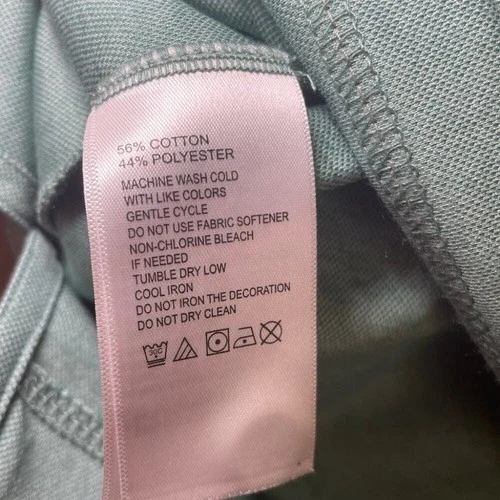 56% COTTON
44% POLYESTER
MACHINE WASH COLD
WITH LIKE COLORS
GENTLE CYCLE
DO NOT USE FABRIC SOFTENER
NON-CHLORINE BLEACH
IF NEEDED
TUMBLE DRY LOW
COOL IRON
DO NOT IRON THE DECORATION
DO NOT DRY CLEAN